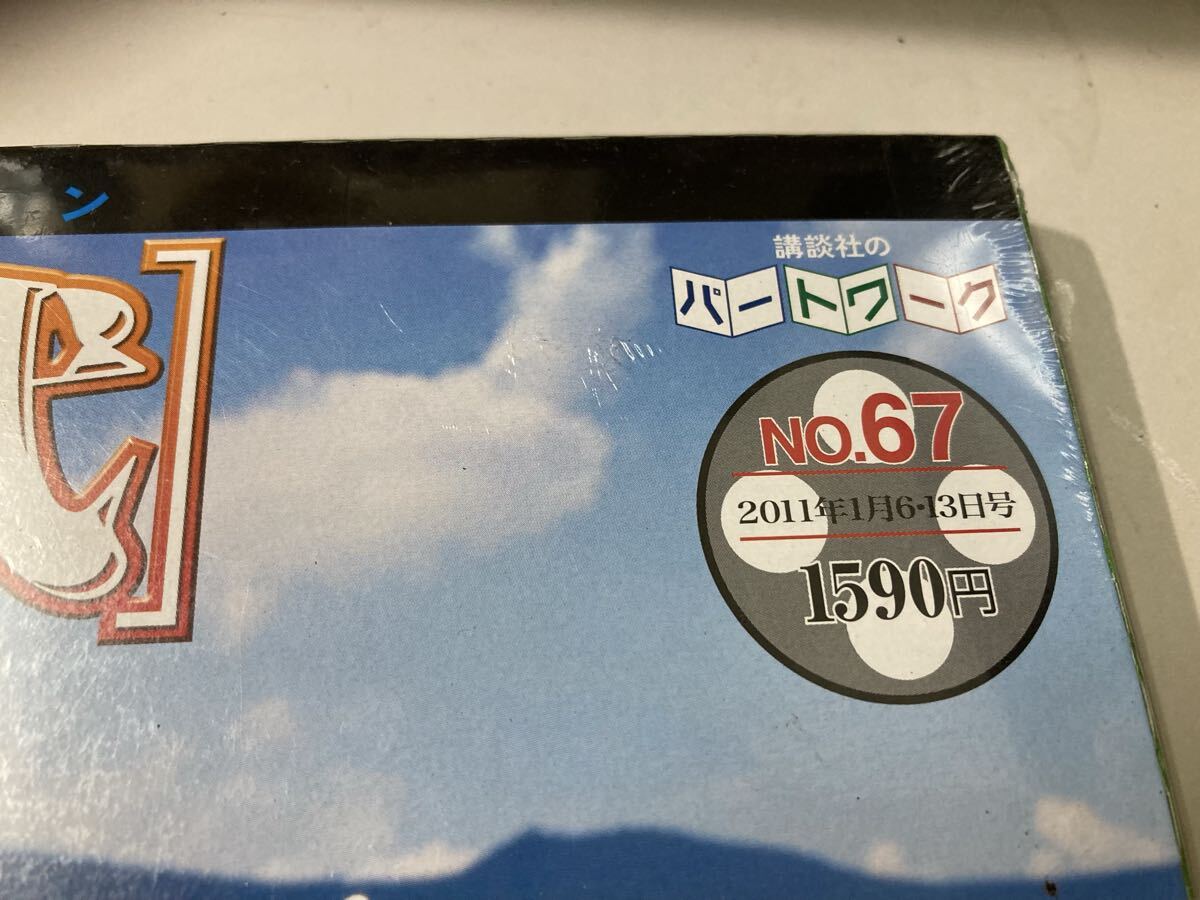 ン
講談社の
パートワーク
NO.67
2011年1月6・13日号
1590円